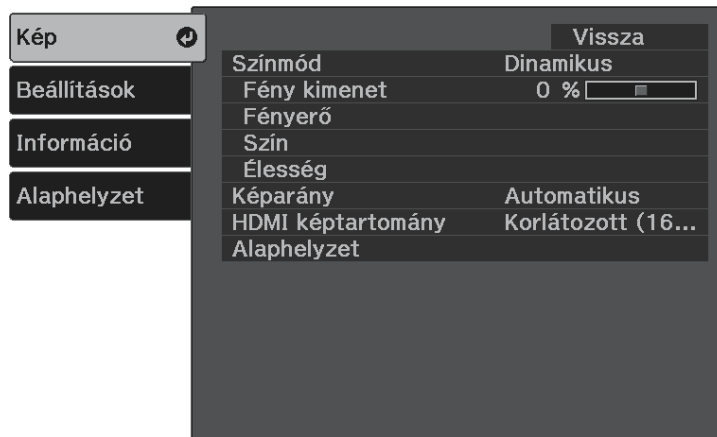 Kép
Beállítások
Információ
Alaphelyzet
Vissza
Színmód Dinamikus
Fény kimenet 0 %
Fényerő
Szín
Élesség
Képarány Automatikus
HDMI képtartomány Korlátozott (16...
Alaphelyzet